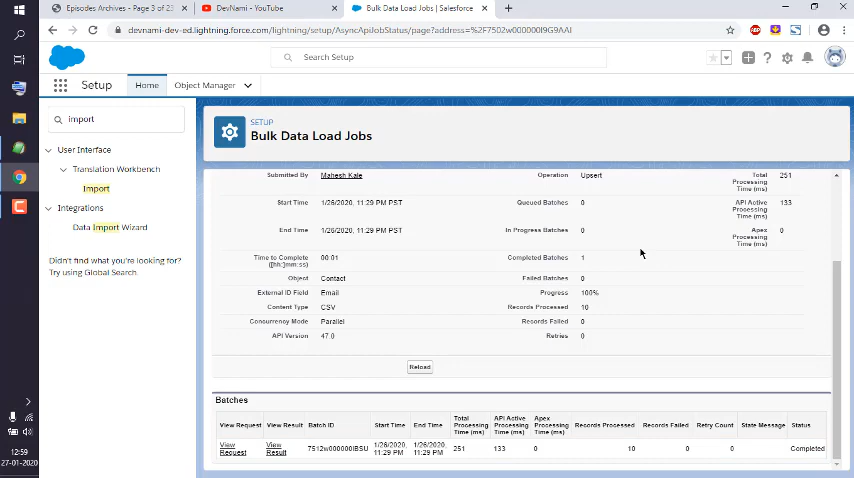 Episodes Archives - Page 3 of 25
DevNami - YouTube
Bulk Data Load Jobs | Salesforce
devnami-dev-ed.lightning.force.com/lightning/setup/AsyncApiJobStatus/page?address=%2F7502w00000l9G9AAI
ABP
Search Setup
Setup
Home
Object Manager
import
User Interface
Translation Workbench
Import
Integrations
Data Import Wizard
Didn't find what you're looking for?
Try using Global Search.
SETUP
Bulk Data Load Jobs
Submitted By Mahesh Kale Operation Upsert Total Processing Time (ms) 251
Start Time 1/26/2020, 11:29 PM PST Queued Batches 0 API Active Processing Time (ms) 133
End Time 1/26/2020, 11:29 PM PST In Progress Batches 0 Apex Processing Time (ms) 0
Time to Complete ([hh:]mm:ss) 00:01 Completed Batches 1
Object Contact Failed Batches 0
External ID Field Email Progress 100%
Content Type CSV Records Processed 10
Concurrency Mode Parallel Records Failed 0
API Version 47.0 Retries 0
Reload
Batches
View Request View Result Batch ID Start Time End Time Total Processing Time (ms) API Active Processing Time (ms) Apex Processing Time (ms) Records Processed Records Failed Retry Count State Message Status
View Request View Result 7512w000000IBSU 1/26/2020, 11:29 PM 1/26/2020, 11:29 PM 251 133 0 10 0 0 Completed
12:59
27-01-2020